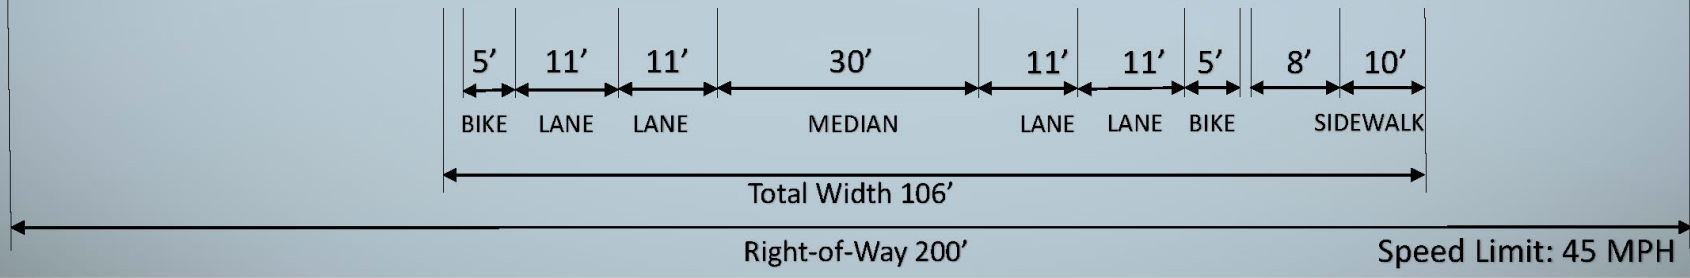 5’ 11’ 11’ 30’ 11’ 11’ 5’ 8’ 10’
BIKE LANE LANE MEDIAN LANE LANE BIKE SIDEWALK
Total Width 106’
Right-of-Way 200’
Speed Limit: 45 MPH